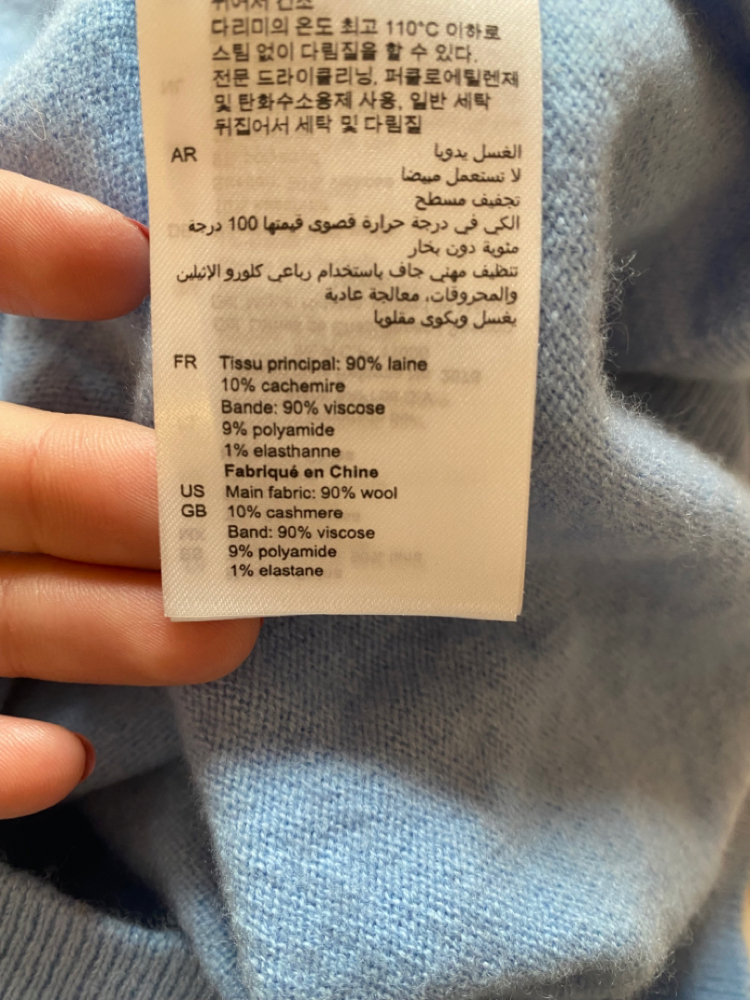 뉘어서 건조
다리미의 온도 최고 110°C 이하로
스팀 없이 다림질을 할 수 있다.
전문 드라이클리닝, 퍼클로에틸렌제
및 탄화수소용제 사용, 일반 세탁
뒤집어서 세탁 및 다림질
AR الغسل يدويا
لا تستعمل مبيضا
تجفيف مسطح
الكي في درجة حرارة قصوى قيمتها 100 درجة
مئوية دون بخار
تنظيف مهني جاف باستخدام رباعي كلورو الإثيلين
والمحروقات، معالجة عادية
يغسل ويكوى مقلوبا
FR Tissu principal: 90% laine
10% cachemire
Bande: 90% viscose
9% polyamide
1% elasthanne
Fabriqué en Chine
US Main fabric: 90% wool
GB 10% cashmere
Band: 90% viscose
9% polyamide
1% elastane